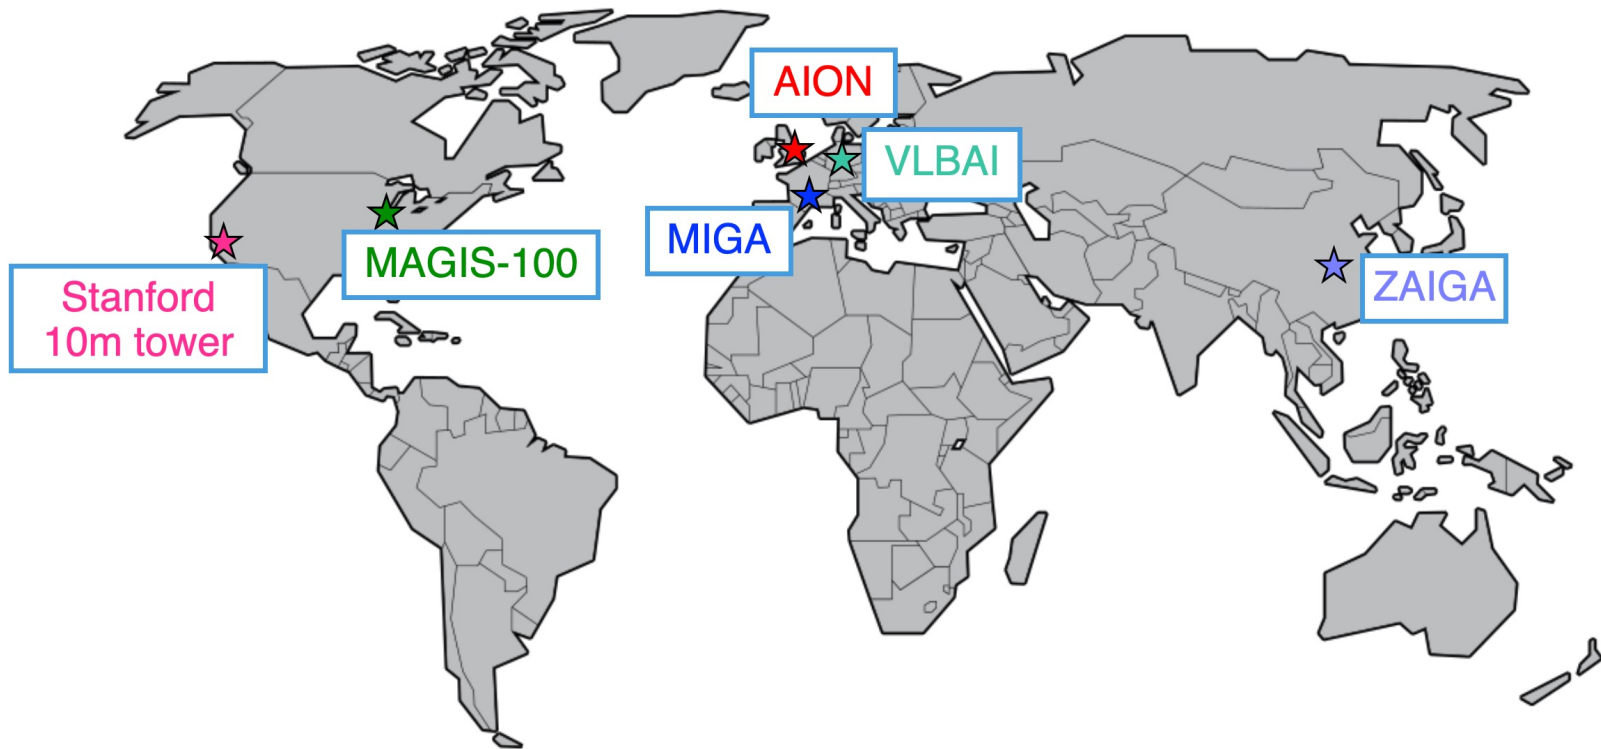 AION
VLBAI
MIGA
MAGIS-100
Stanford
10m tower
ZAIGA